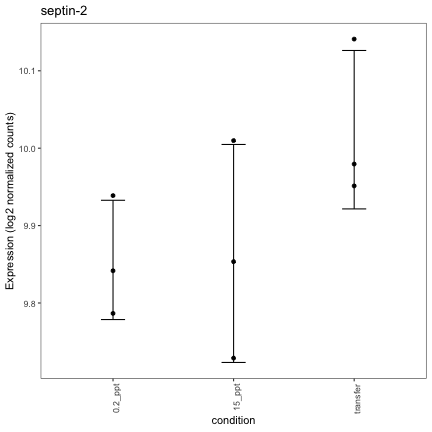 septin-2
Expression (log2 normalized counts)
10.1
10.0
9.9
9.8
0.2_ppt
15_ppt
transfer
condition